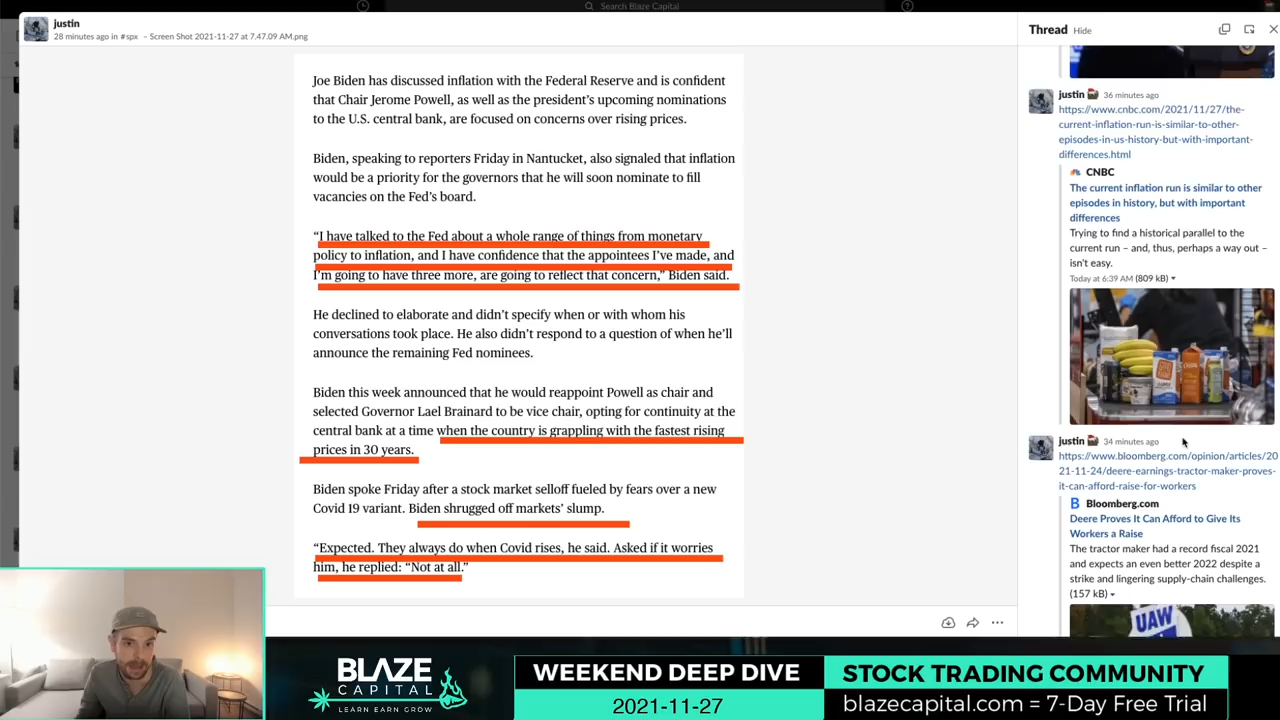 Search Blaze Capital
justin
28 minutes ago in #spx – Screen Shot 2021-11-27 at 7.47.09 AM.png
Joe Biden has discussed inflation with the Federal Reserve and is confident
that Chair Jerome Powell, as well as the president's upcoming nominations
to the U.S. central bank, are focused on concerns over rising prices.
Biden, speaking to reporters Friday in Nantucket, also signaled that inflation
would be a priority for the governors that he will soon nominate to fill
vacancies on the Fed's board.
“I have talked to the Fed about a whole range of things from monetary
policy to inflation, and I have confidence that the appointees I've made, and
I'm going to have three more, are going to reflect that concern,” Biden said.
He declined to elaborate and didn't specify when or with whom his
conversations took place. He also didn't respond to a question of when he'll
announce the remaining Fed nominees.
Biden this week announced that he would reappoint Powell as chair and
selected Governor Lael Brainard to be vice chair, opting for continuity at the
central bank at a time when the country is grappling with the fastest rising
prices in 30 years.
Biden spoke Friday after a stock market selloff fueled by fears over a new
Covid 19 variant. Biden shrugged off markets' slump.
“Expected. They always do when Covid rises, he said. Asked if it worries
him, he replied: “Not at all.”
Thread Hide
justin 36 minutes ago
https://www.cnbc.com/2021/11/27/the-
current-inflation-run-is-similar-to-other-
episodes-in-us-history-but-with-important-
differences.html
CNBC
The current inflation run is similar to other
episodes in history, but with important
differences
Trying to find a historical parallel to the
current run – and, thus, perhaps a way out –
isn't easy.
Today at 6:39 AM (809 kB)
justin 34 minutes ago
https://www.bloomberg.com/opinion/articles/20
21-11-24/deere-earnings-tractor-maker-proves-
it-can-afford-raise-for-workers
B Bloomberg.com
Deere Proves It Can Afford to Give Its
Workers a Raise
The tractor maker had a record fiscal 2021
and expects an even better 2022 despite a
strike and lingering supply-chain challenges.
(157 kB)
UAW
BLAZE
CAPITAL
LEARN EARN GROW
WEEKEND DEEP DIVE
2021-11-27
STOCK TRADING COMMUNITY
blazecapital.com = 7-Day Free Trial